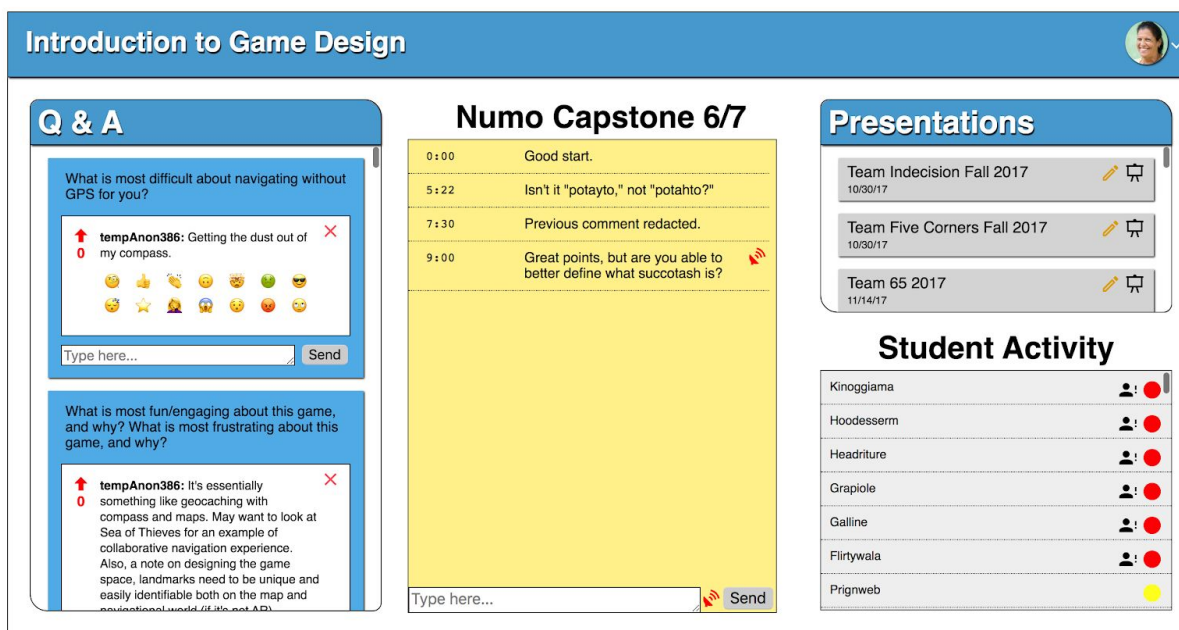 Introduction to Game Design
Q & A
What is most difficult about navigating without
GPS for you?
tempAnon386: Getting the dust out of
my compass.
0
Type here...
Send
What is most fun/engaging about this game,
and why? What is most frustrating about this
game, and why?
tempAnon386: It's essentially
something like geocaching with
compass and maps. May want to look at
Sea of Thieves for an example of
collaborative navigation experience.
Also, a note on designing the game
space, landmarks need to be unique and
easily identifiable both on the map and
navigational world (if it's not AR)
0
Numo Capstone 6/7
0:00 Good start.
5:22 Isn't it "potayto," not "potahto?"
7:30 Previous comment redacted.
9:00 Great points, but are you able to
better define what succotash is?
Type here...
Send
Presentations
Team Indecision Fall 2017
10/30/17
Team Five Corners Fall 2017
10/30/17
Team 65 2017
11/14/17
Student Activity
Kinoggiama
Hoodesserm
Headriture
Grapiole
Galline
Flirtywala
Prignweb